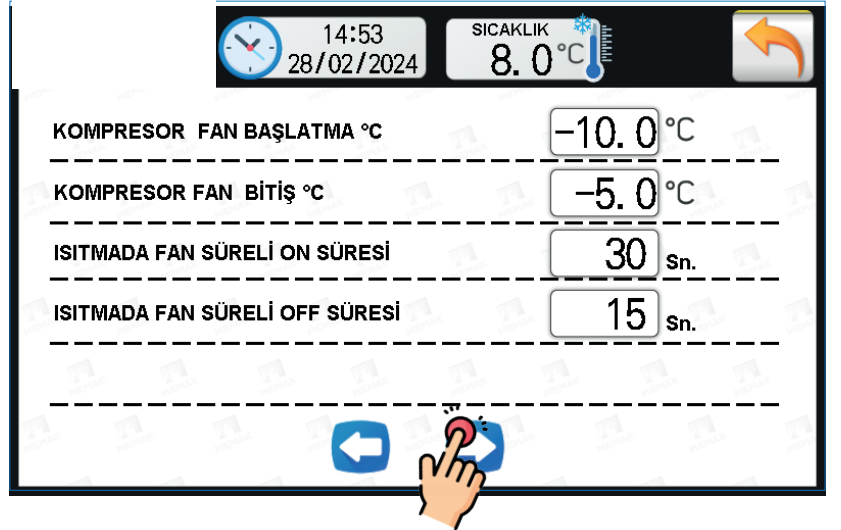 14:53
28/02/2024
SICAKLIK
8.0 °C
KOMPRESOR FAN BAŞLATMA °C
-10.0 °C
KOMPRESOR FAN BİTİŞ °C
-5.0 °C
ISITMADA FAN SÜRELİ ON SÜRESİ
30 Sn.
ISITMADA FAN SÜRELİ OFF SÜRESİ
15 Sn.